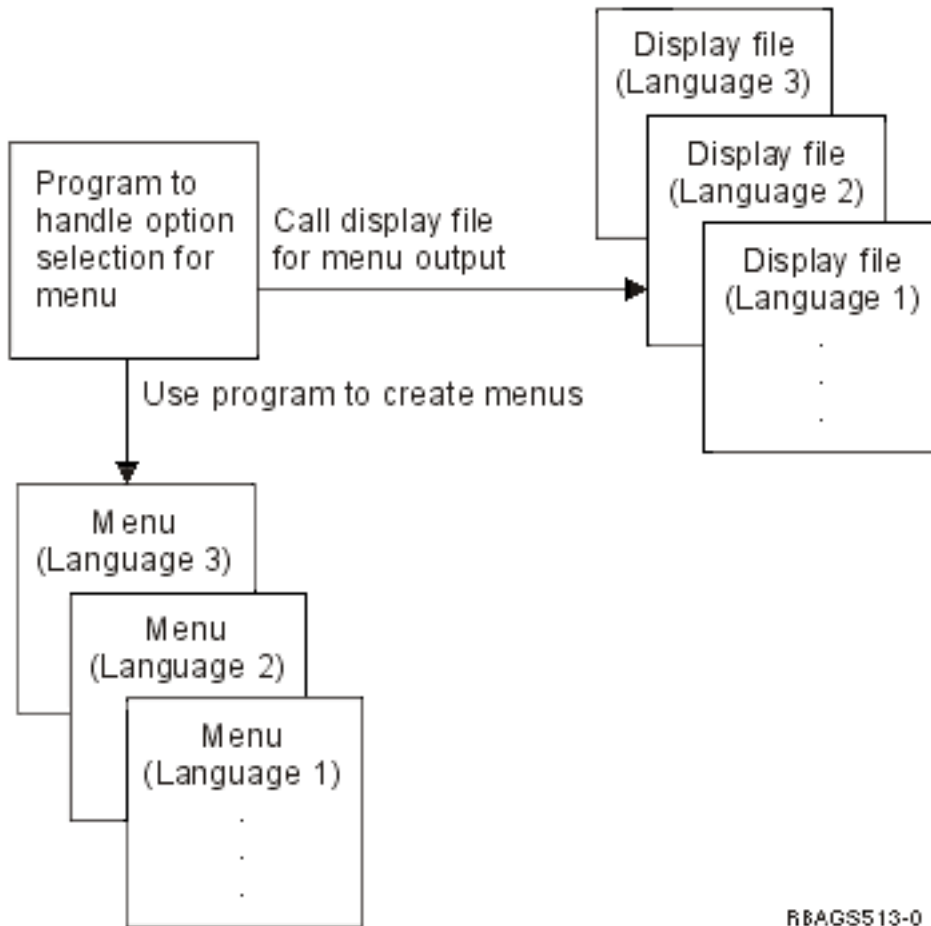 Display file
(Language 3)
Display file
(Language 2)
Display file
(Language 1)
.
.
.
Program to
handle option
selection for
menu
Call display file
for menu output
Use program to create menus
Menu
(Language 3)
Menu
(Language 2)
Menu
(Language 1)
.
.
.
RBAGS513-0